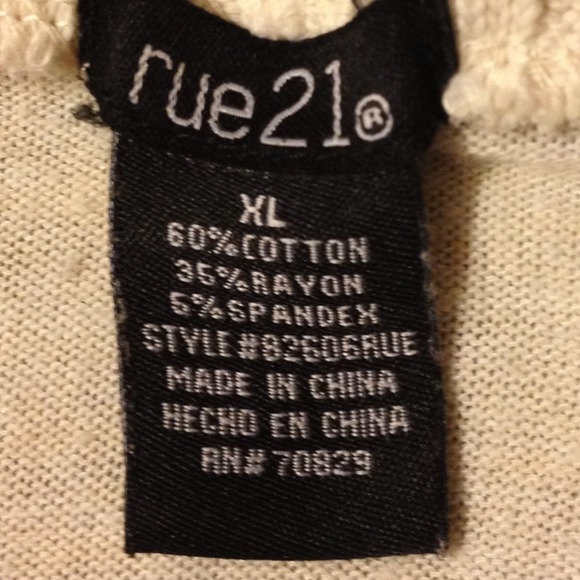 rue21®
XL
60%COTTON
35%RAYON
5%SPANDEX
STYLE#82606RUE
MADE IN CHINA
HECHO EN CHINA
RN#70829